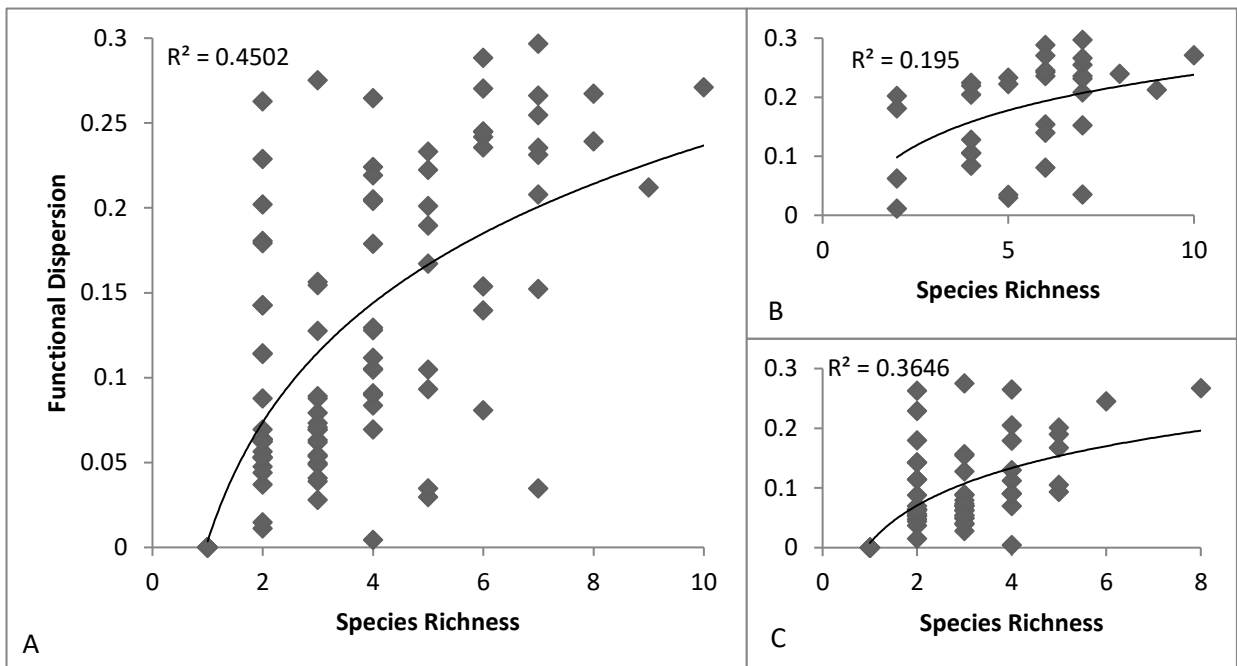 R² = 0.4502
0.3
0.25
0.2
0.15
0.1
0.05
0
Functional Dispersion
0 2 4 6 8 10
Species Richness
A
R² = 0.195
0.3
0.2
0.1
0
0 5 10
Species Richness
B
R² = 0.3646
0.3
0.2
0.1
0
0 2 4 6 8
Species Richness
C